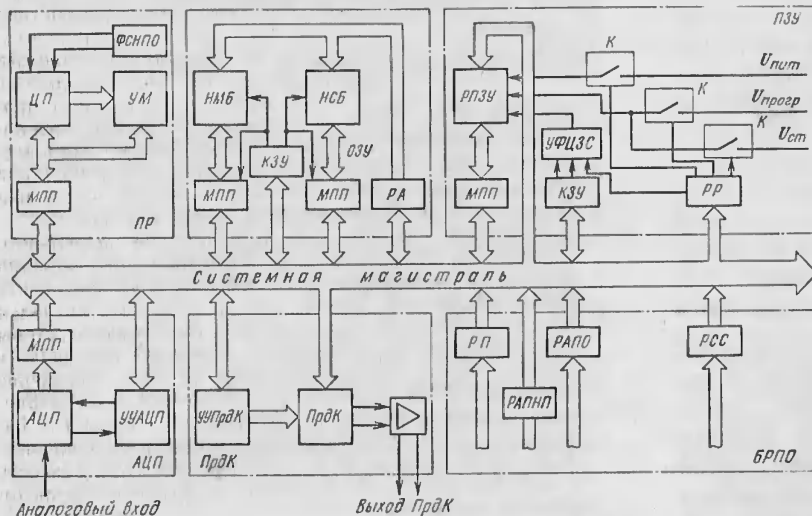 ПЗУ
ФСНПО
ЦП
УМ
МПП
ПР
НМБ
НСБ
КЗУ
ОЗУ
МПП
МПП
РА
РПЗУ
МПП
УФЦЗС
КЗУ
РР
К
К
К
Uпит
Uпрогр
Uст
Системная магистраль
МПП
АЦП
УУАЦП
АЦП
Аналоговый вход
УУПрдК
ПрдК
ПрдК
Выход ПрдК
РП
РАПНП
РАПО
РСС
БРПО